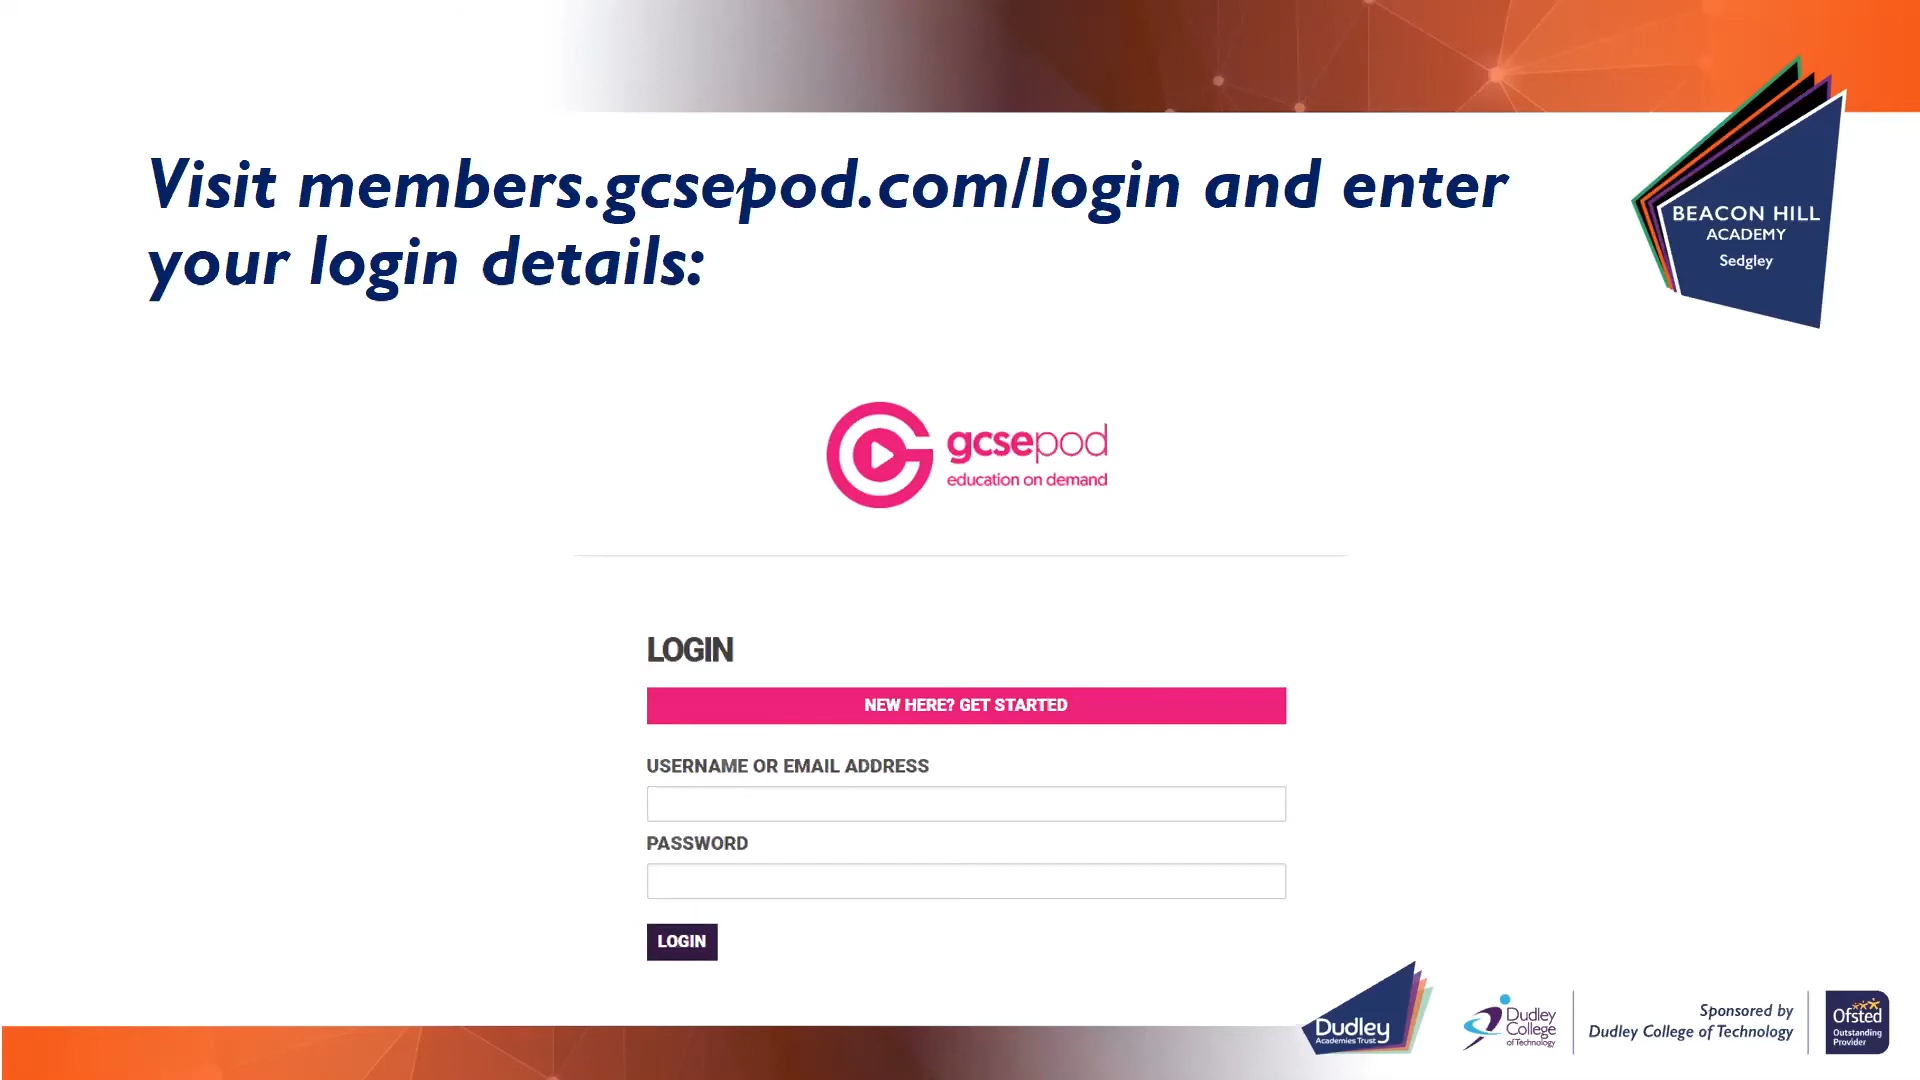 Visit members.gcsepod.com/login and enter
your login details:
BEACON HILL
ACADEMY
Sedgley
gcsepod
education on demand
LOGIN
NEW HERE? GET STARTED
USERNAME OR EMAIL ADDRESS
PASSWORD
LOGIN
Dudley
Academies Trust
Dudley
College
of Technology
Sponsored by
Dudley College of Technology
Ofsted
Outstanding
Provider